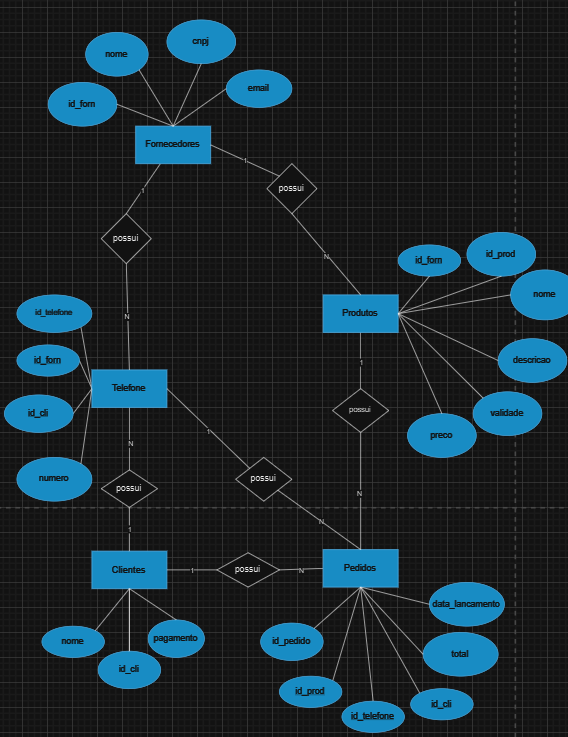 cnpj
nome
email
id_forn
Fornecedores
1
possui
1
possui
N
id_forn
id_prod
nome
Produtos
descricao
validade
preco
1
possui
N
N
id_telefone
id_forn
id_cli
numero
Telefone
1
possui
N
N
possui
1
Clientes
1
possui
N
Pedidos
nome
id_cli
pagamento
data_lancamento
id_pedido
total
id_prod
id_telefone
id_cli